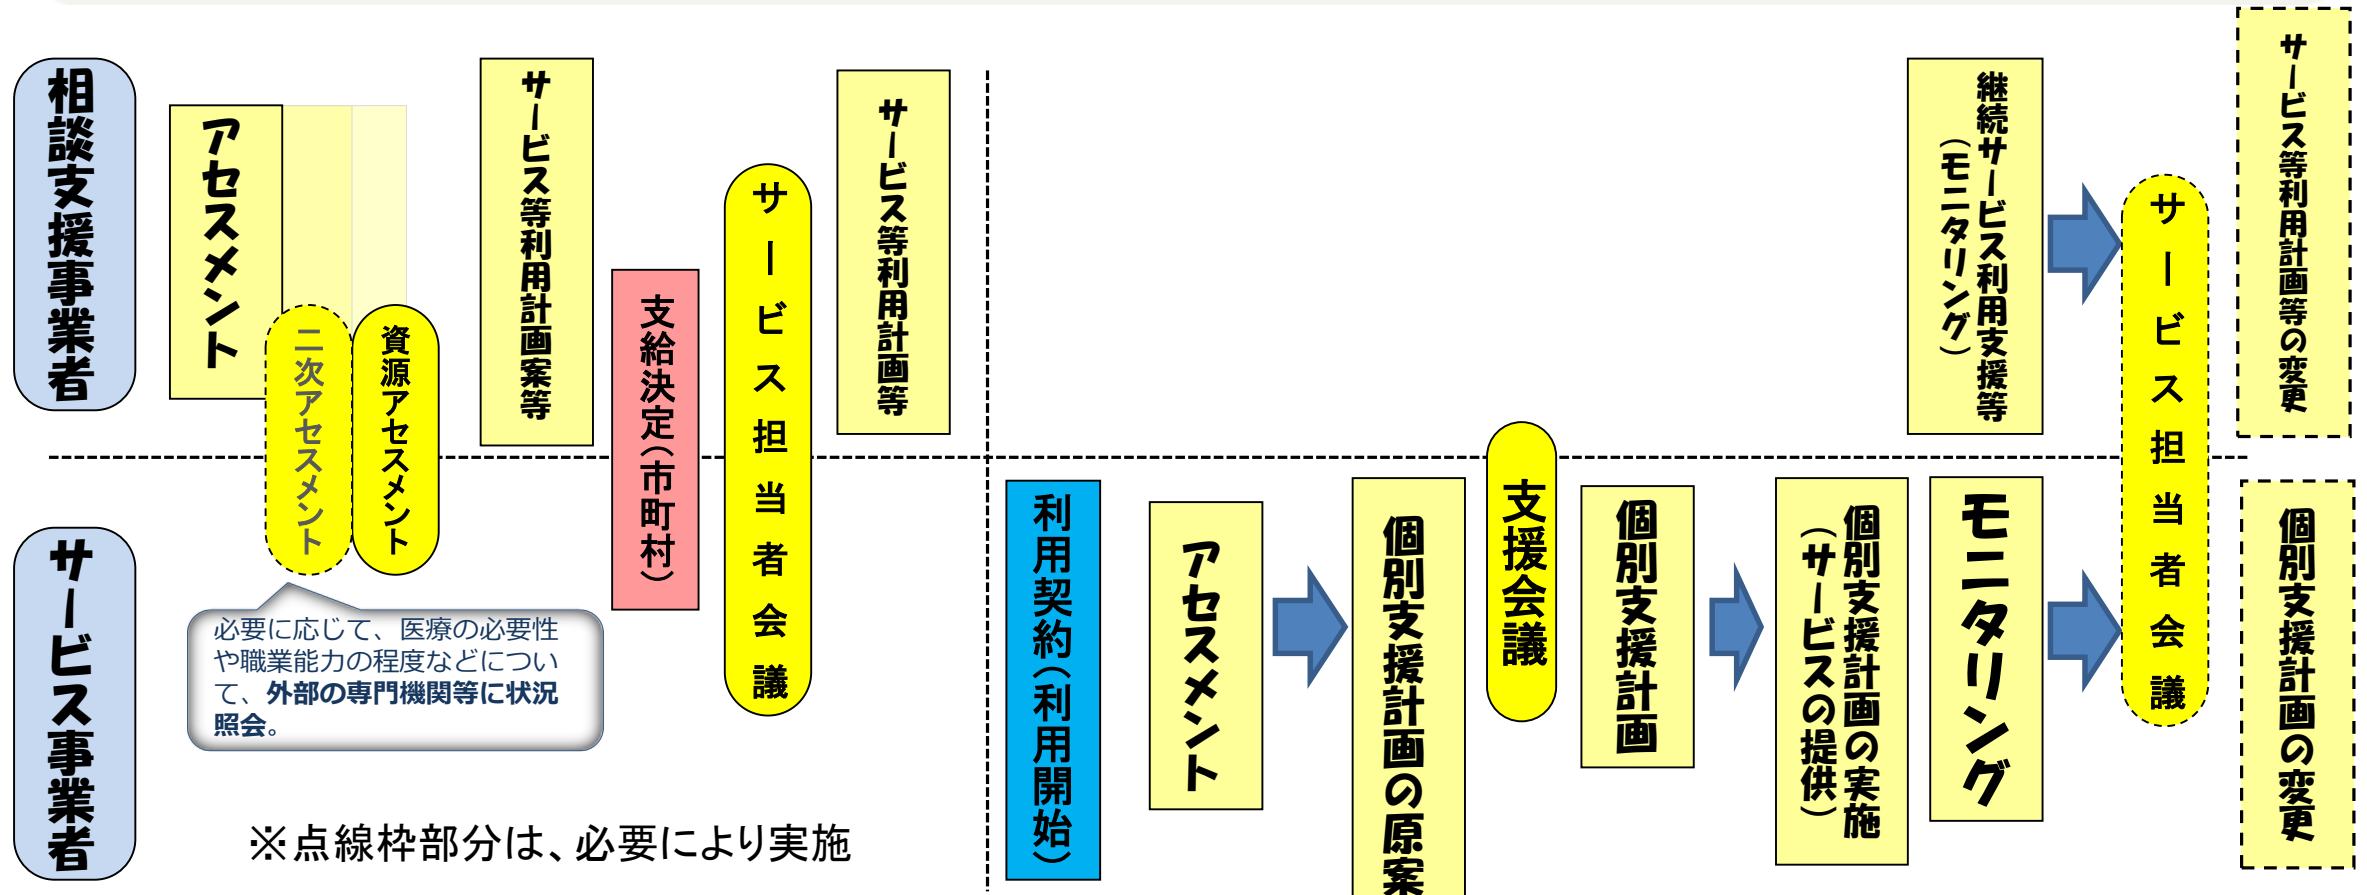 相談支援事業者
アセスメント
二次アセスメント
資源アセスメント
サービス等利用計画案等
支給決定(市町村)
サービス担当者会議
サービス等利用計画等
継続サービス利用支援等
(モニタリング)
サービス担当者会議
サービス等利用計画等の変更
サービス事業者
必要に応じて、医療の必要性
や職業能力の程度などについ
て、外部の専門機関等に状況
照会。
※点線枠部分は、必要により実施
利用契約(利用開始)
アセスメント
個別支援計画の原案
支援会議
個別支援計画
個別支援計画の実施
(サービスの提供)
モニタリング
個別支援計画の変更